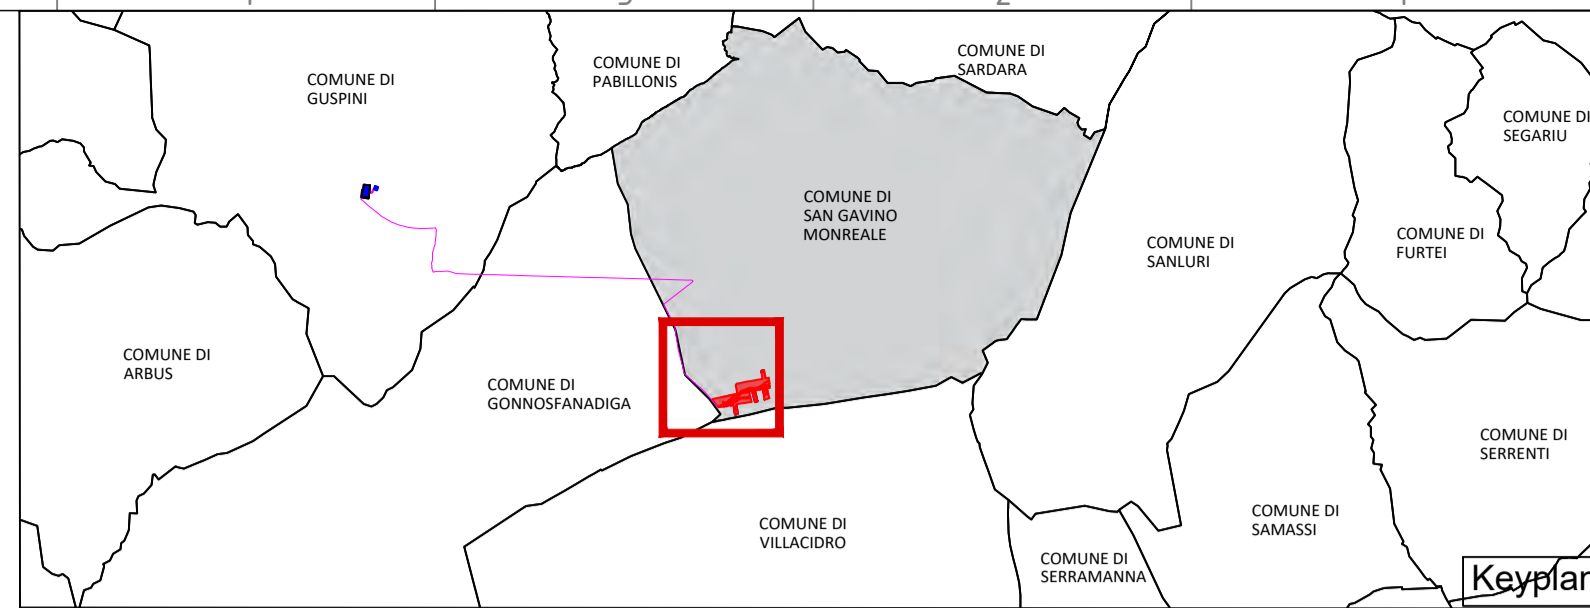 COMUNE DI
GUSPINI
COMUNE DI
PABILLONIS
COMUNE DI
SARDARA
COMUNE DI
SEGARIU
COMUNE DI
SAN GAVINO
MONREALE
COMUNE DI
SANLURI
COMUNE DI
FURTEI
COMUNE DI
ARBUS
COMUNE DI
GONNOSFANADIGA
COMUNE DI
SERRENTI
COMUNE DI
VILLACIDRO
COMUNE DI
SAMASSI
COMUNE DI
SERRAMANNA
Keyplan